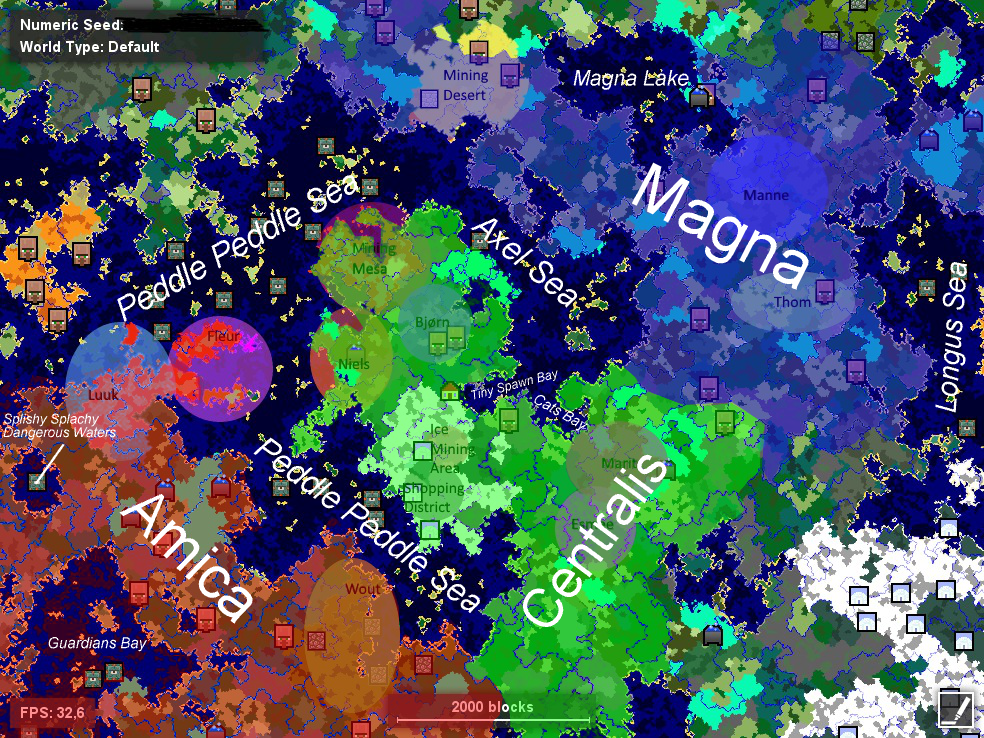 Numeric Seed:
World Type: Default
Mining
Desert
Magna Lake
Magna
Manne
Thom
Longus Sea
Peddle Peddle Sea
Axel Sea
Mining
Mesa
Bjørn
Fleur
Niels
Luuk
Splishy Splachy
Dangerous Waters
Tiny Spawn Bay
Cats Bay
Ice
Mining
Area
Shopping
District
Marit
Centralis
Peddle Peddle Sea
Amica
Wout
Guardians Bay
FPS: 32,6
2000 blocks